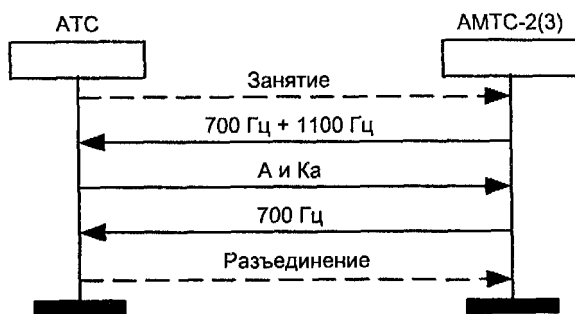 АТС
АМТС-2(3)
Занятие
700 Гц + 1100 Гц
А и Ка
700 Гц
Разъединение